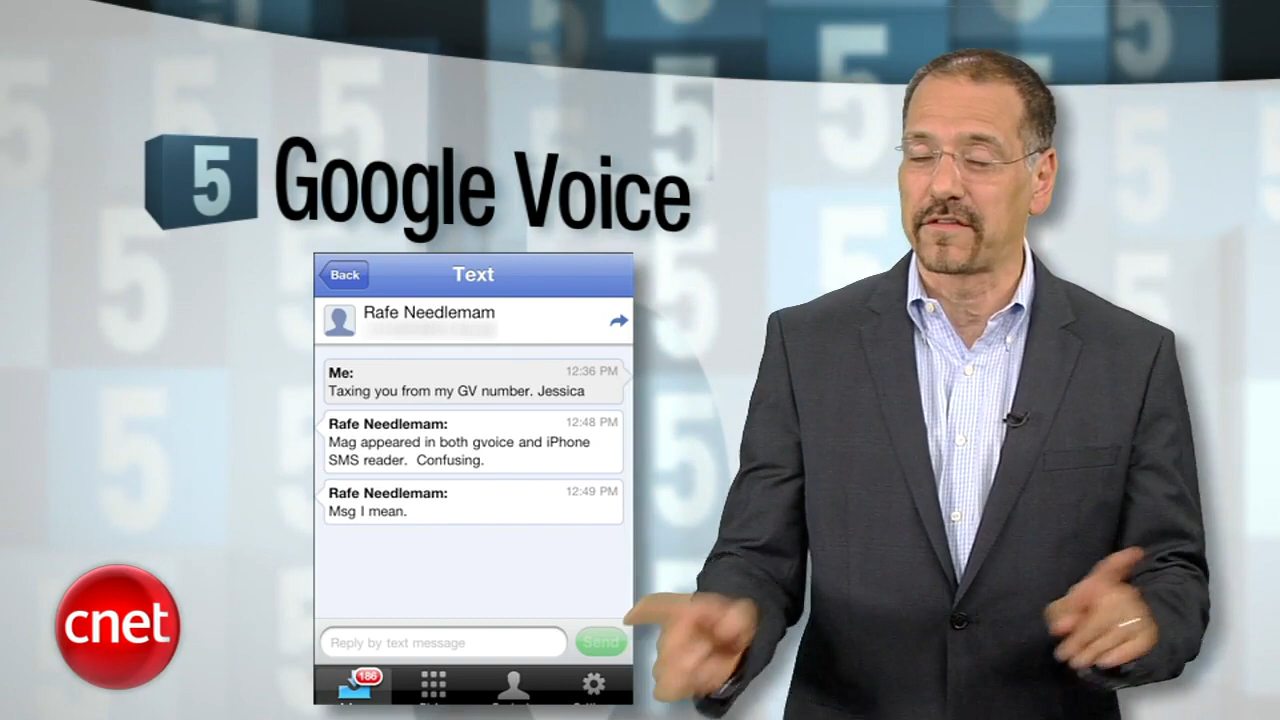 5 Google Voice
Back
Text
Rafe Needlemam
Me:
12:36 PM
Taxing you from my GV number. Jessica
Rafe Needlemam:
12:48 PM
Mag appeared in both gvoice and iPhone
SMS reader. Confusing.
Rafe Needlemam:
12:49 PM
Msg I mean.
Reply by text message
Send
186
cnet